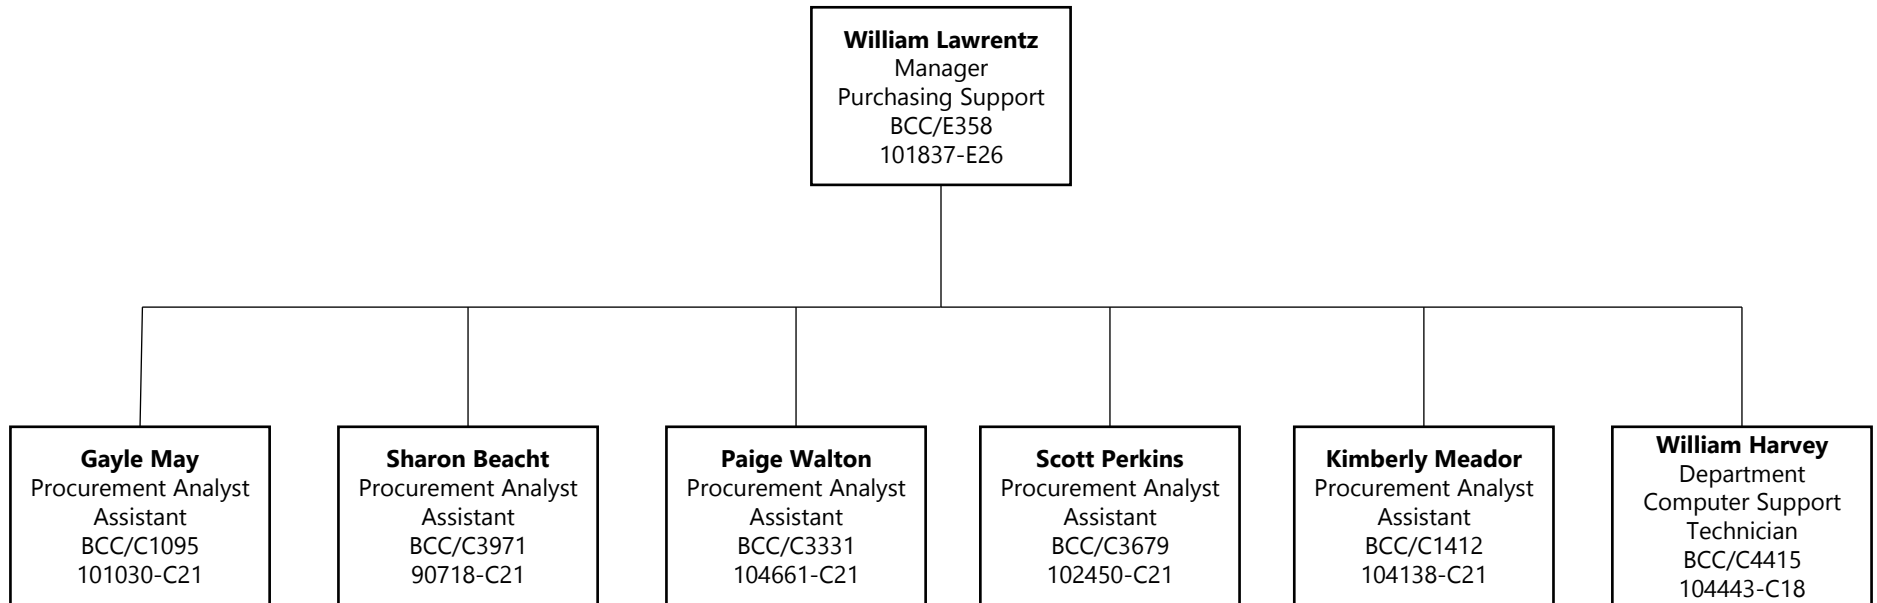 William Lawrentz
Manager
Purchasing Support
BCC/E358
101837-E26
Gayle May
Procurement Analyst
Assistant
BCC/C1095
101030-C21
Sharon Beacht
Procurement Analyst
Assistant
BCC/C3971
90718-C21
Paige Walton
Procurement Analyst
Assistant
BCC/C3331
104661-C21
Scott Perkins
Procurement Analyst
Assistant
BCC/C3679
102450-C21
Kimberly Meador
Procurement Analyst
Assistant
BCC/C1412
104138-C21
William Harvey
Department
Computer Support
Technician
BCC/C4415
104443-C18